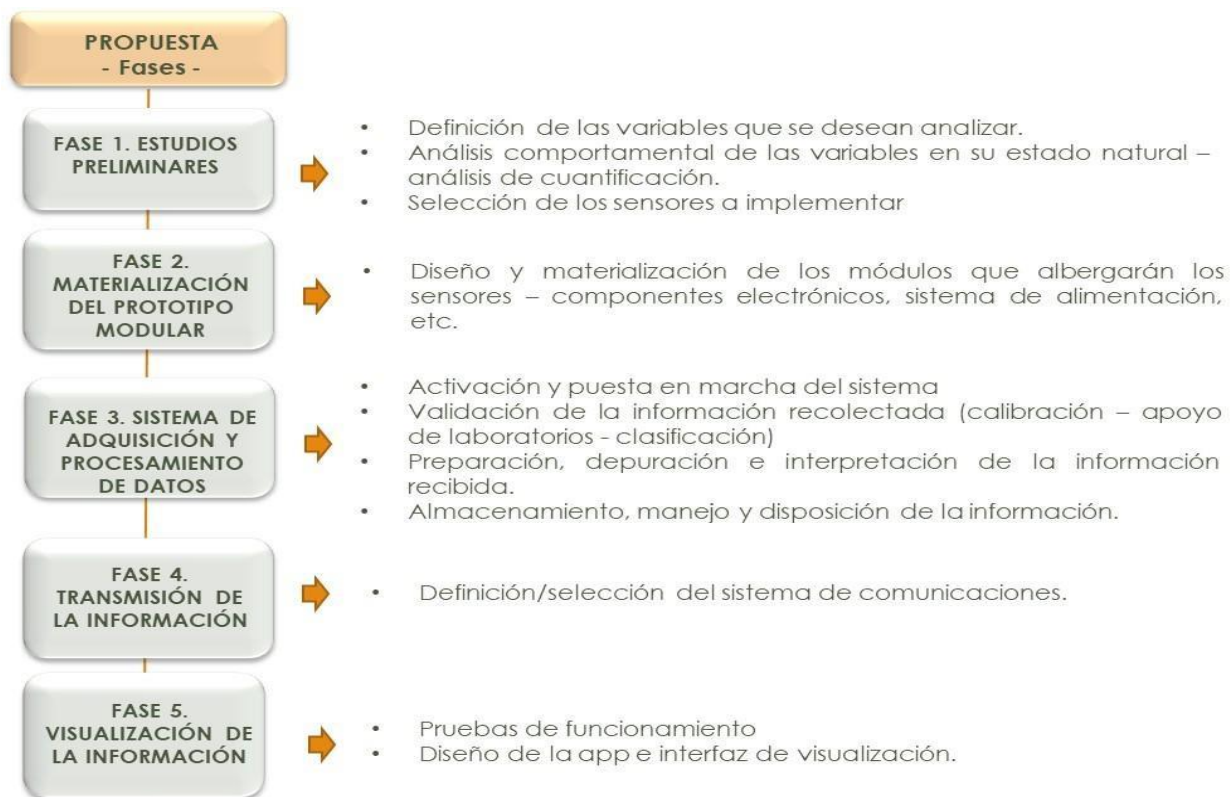 PROPUESTA
- Fases -
FASE 1. ESTUDIOS
PRELIMINARES
• Definición de las variables que se desean analizar.
• Análisis comportamental de las variables en su estado natural –
análisis de cuantificación.
• Selección de los sensores a implementar
FASE 2.
MATERIALIZACIÓN
DEL PROTOTIPO
MODULAR
• Diseño y materialización de los módulos que albergarán los
sensores – componentes electrónicos, sistema de alimentación,
etc.
FASE 3. SISTEMA DE
ADQUISICIÓN Y
PROCESAMIENTO
DE DATOS
• Activación y puesta en marcha del sistema
• Validación de la información recolectada (calibración – apoyo
de laboratorios - clasificación)
• Preparación, depuración e interpretación de la información
recibida.
• Almacenamiento, manejo y disposición de la información.
FASE 4.
TRANSMISIÓN DE
LA INFORMACIÓN
• Definición/selección del sistema de comunicaciones.
FASE 5.
VISUALIZACIÓN DE
LA INFORMACIÓN
• Pruebas de funcionamiento
• Diseño de la app e interfaz de visualización.